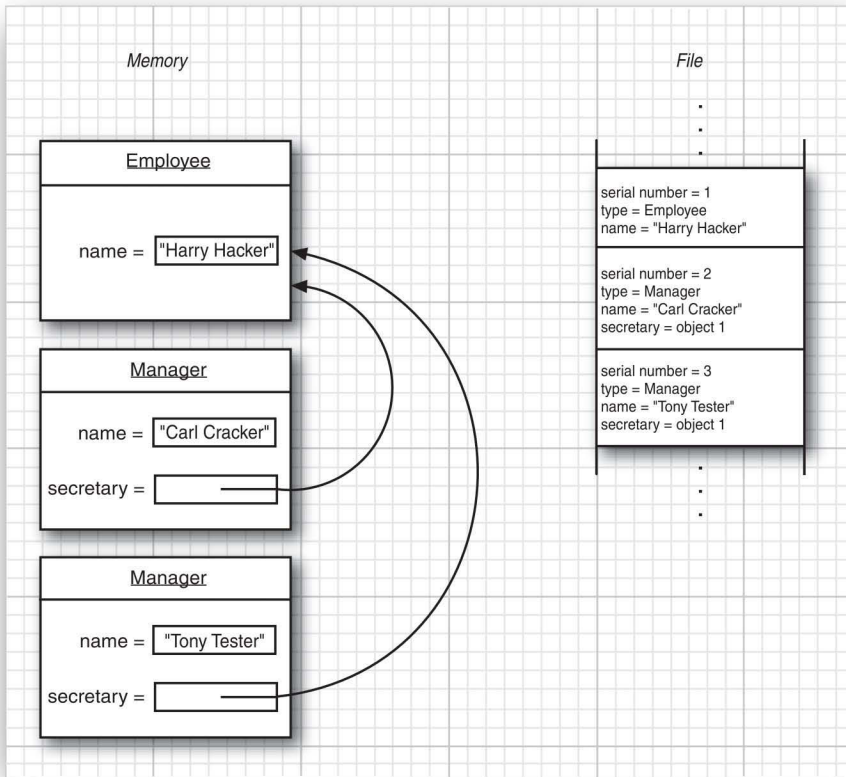 Memory
File
Employee
name = "Harry Hacker"
Manager
name = "Carl Cracker"
secretary =
Manager
name = "Tony Tester"
secretary =
serial number = 1
type = Employee
name = "Harry Hacker"
serial number = 2
type = Manager
name = "Carl Cracker"
secretary = object 1
serial number = 3
type = Manager
name = "Tony Tester"
secretary = object 1